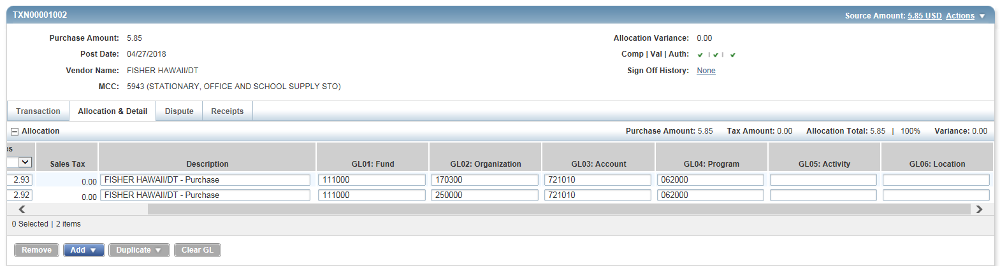 TXN00001002 Source Amount: 5.85 USD Actions
Purchase Amount: 5.85 Allocation Variance: 0.00
Post Date: 04/27/2018 Comp | Val | Auth:
Vendor Name: FISHER HAWAII/DT Sign Off History: None
MCC: 5943 (STATIONARY, OFFICE AND SCHOOL SUPPLY STO)
Transaction Allocation & Detail Dispute Receipts
Allocation Purchase Amount: 5.85 Tax Amount: 0.00 Allocation Total: 5.85 | 100% Variance: 0.00
es
Sales Tax Description GL01: Fund GL02: Organization GL03: Account GL04: Program GL05: Activity GL06: Location
2.93 0.00 FISHER HAWAII/DT - Purchase 111000 170300 721010 062000
2.92 0.00 FISHER HAWAII/DT - Purchase 111000 250000 721010 062000
0 Selected | 2 items
Remove Add Duplicate Clear GL